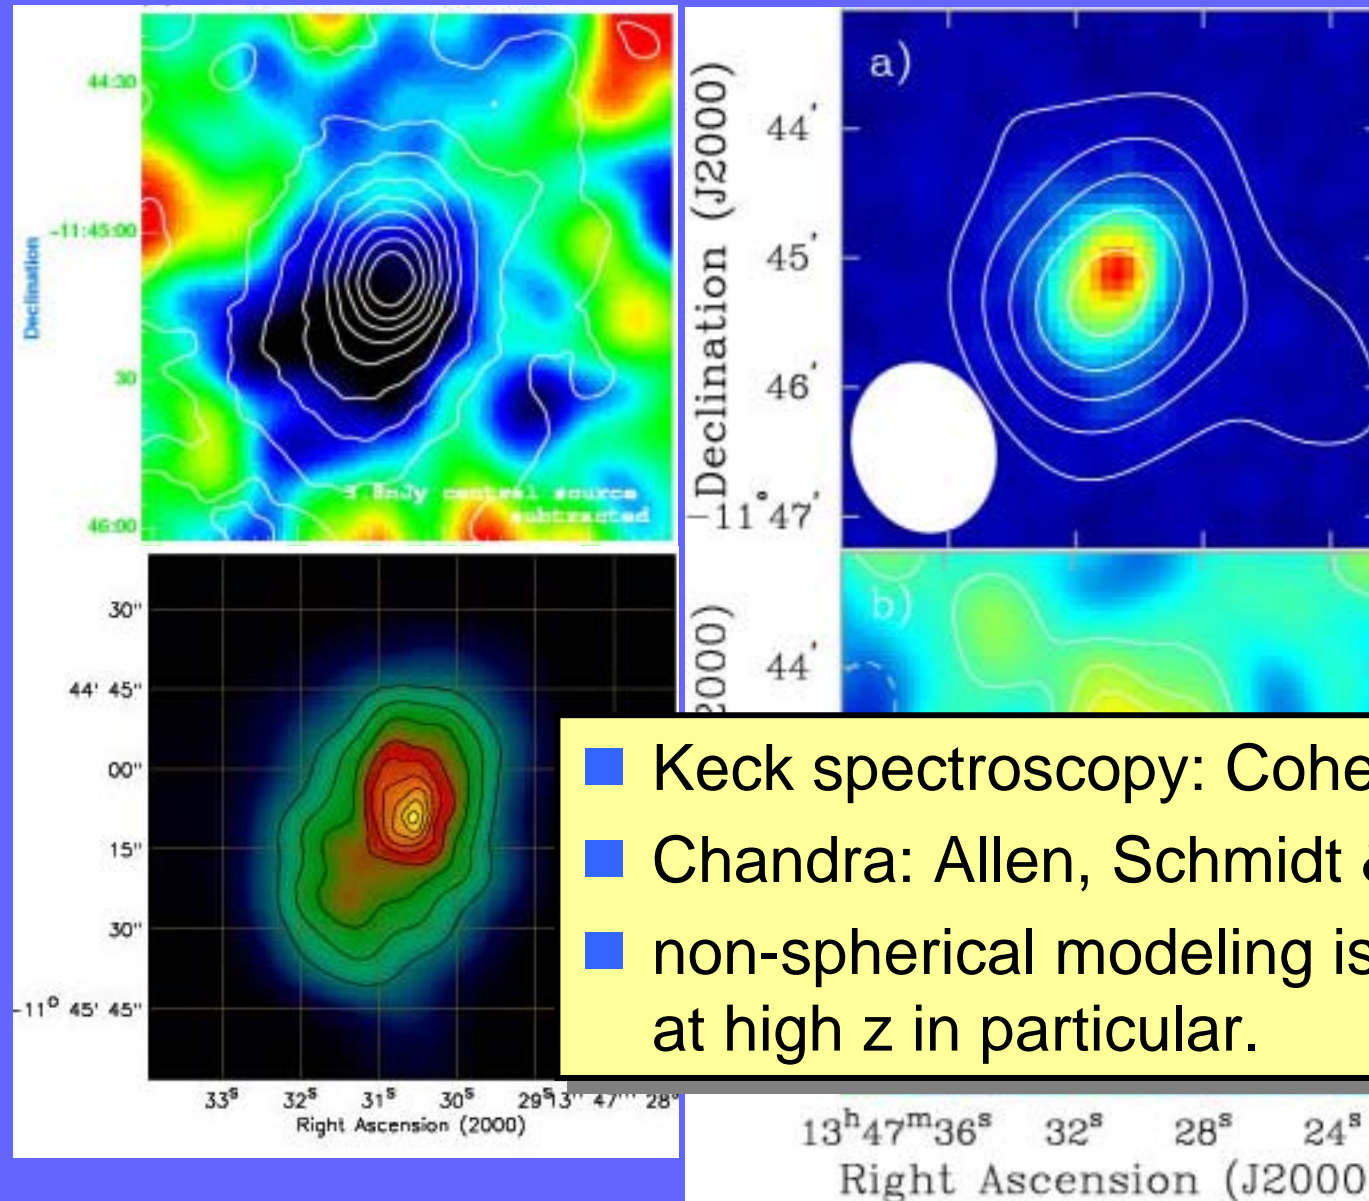 44:30
-11:45:00
30
46:00
Declination
central source
subtracted
30"
44' 45"
00"
15"
30"
-11° 45' 45"
33s 32s 31s 30s 29s 13h 47m 28s
Right Ascension (2000)
a)
44'
45'
46'
-11°47'
Declination (J2000)
b)
44'
2000)
■ Keck spectroscopy: Cohe
■ Chandra: Allen, Schmidt &
■ non-spherical modeling is
at high z in particular.
13h47m36s 32s 28s 24s
Right Ascension (J2000